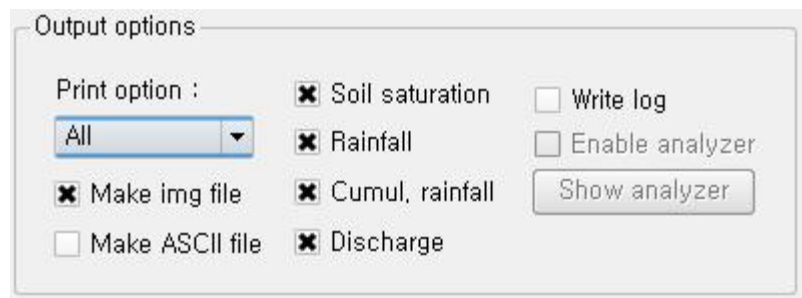 Output options
Print option :
All
Make img file
Make ASCII file
Soil saturation
Rainfall
Cumul, rainfall
Discharge
Write log
Enable analyzer
Show analyzer